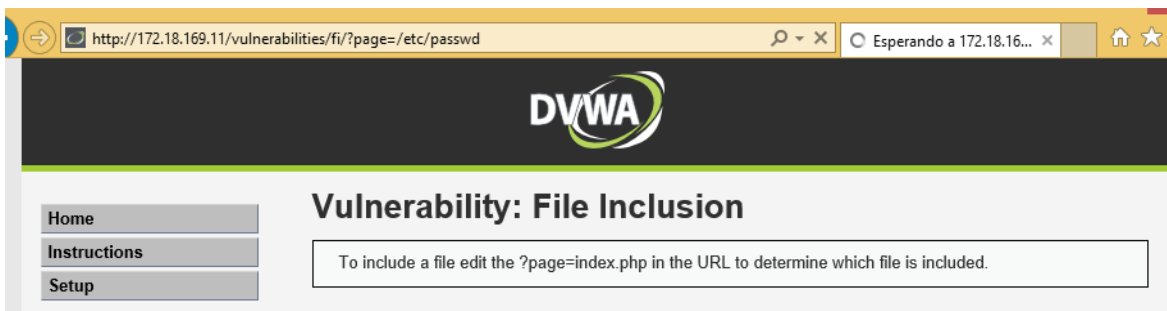 http://172.18.169.11/vulnerabilities/fi/?page=/etc/passwd
Esperando a 172.18.16...
DVWA
Home
Instructions
Setup
Vulnerability: File Inclusion
To include a file edit the ?page=index.php in the URL to determine which file is included.